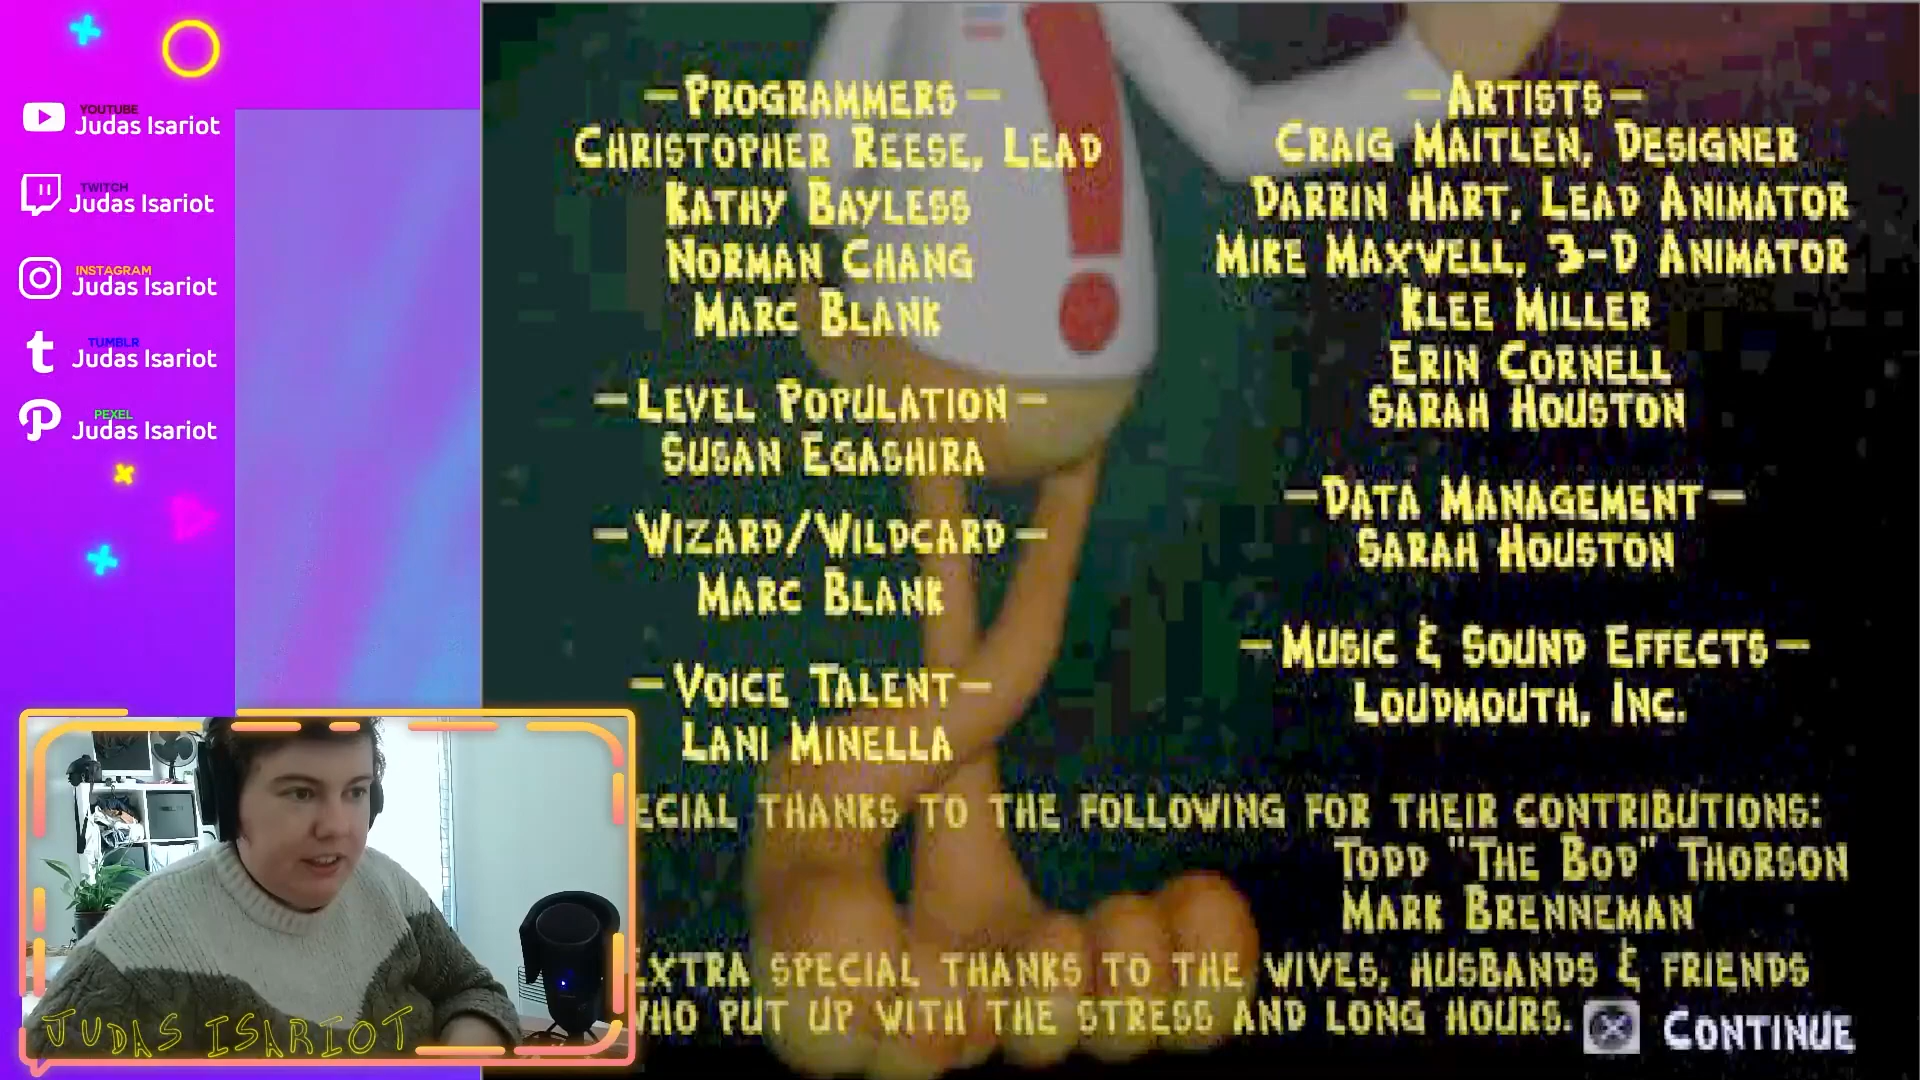 YOUTUBE
Judas Isariot
TWITCH
Judas Isariot
INSTAGRAM
Judas Isariot
TUMBLR
Judas Isariot
PEXEL
Judas Isariot
-PROGRAMMERS-
CHRISTOPHER REESE, LEAD
KATHY BAYLESS
NORMAN CHANG
MARC BLANK
-LEVEL POPULATION-
SUSAN EGASHIRA
-WIZARD/WILDCARD-
MARC BLANK
-VOICE TALENT-
LANI MINELLA
-ARTISTS-
CRAIG MAITLEN, DESIGNER
DARRIN HART, LEAD ANIMATOR
MIKE MAXWELL, 3-D ANIMATOR
KLEE MILLER
ERIN CORNELL
SARAH HOUSTON
-DATA MANAGEMENT-
SARAH HOUSTON
-MUSIC & SOUND EFFECTS-
LOUDMOUTH, INC.
ECIAL THANKS TO THE FOLLOWING FOR THEIR CONTRIBUTIONS:
TODD "THE BOD" THORSON
MARK BRENNEMAN
EXTRA SPECIAL THANKS TO THE WIVES, HUSBANDS & FRIENDS
WHO PUT UP WITH THE STRESS AND LONG HOURS.
CONTINUE
JUDAS ISARIOT